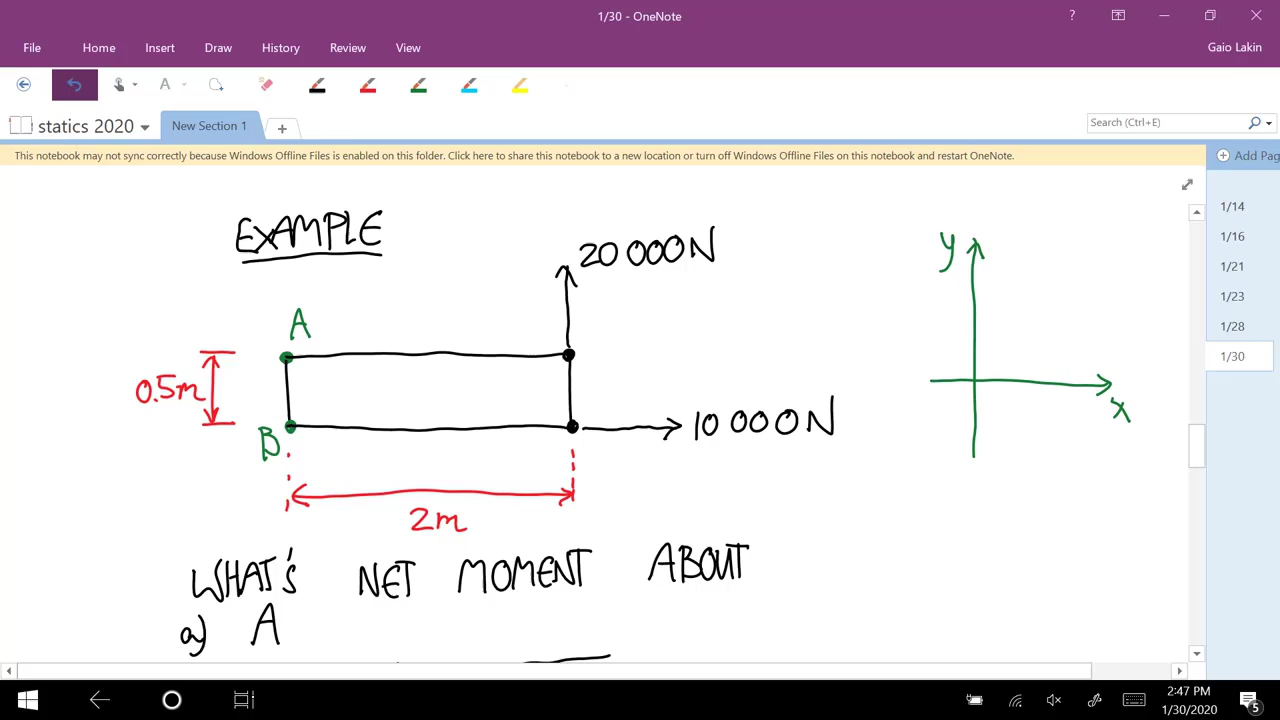 1/30 - OneNote
?
File Home Insert Draw History Review View
Gaio Lakin
A
statics 2020
New Section 1
+
Search (Ctrl+E)
This notebook may not sync correctly because Windows Offline Files is enabled on this folder. Click here to share this notebook to a new location or turn off Windows Offline Files on this notebook and restart OneNote.
Add Pag
1/14
1/16
1/21
1/23
1/28
1/30
EXAMPLE
20 000N
y
A
0.5m
B
10 000N
x
2m
WHAT'S NET MOMENT ABOUT
a) A
2:47 PM
1/30/2020
5